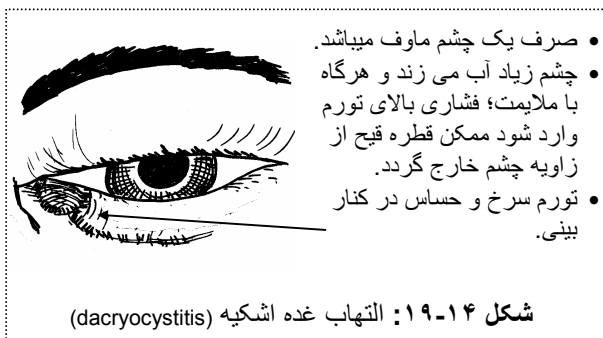 • صرف یک چشم ماوف میباشد.
• چشم زیاد آب می زند و هرگاه
با ملایمت؛ فشاری بالای تورم
وارد شود ممکن قطره قیح از
زاویه چشم خارج گردد.
• تورم سرخ و حساس در کنار
بینی.
شکل ۱۴-۱۹: التهاب غده اشکیه (dacryocystitis)